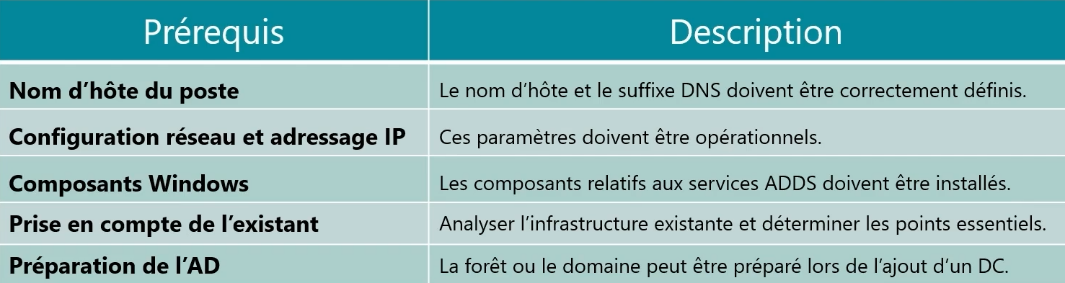 Prérequis Description
Nom d’hôte du poste Le nom d’hôte et le suffixe DNS doivent être correctement définis.
Configuration réseau et adressage IP Ces paramètres doivent être opérationnels.
Composants Windows Les composants relatifs aux services ADDS doivent être installés.
Prise en compte de l’existant Analyser l’infrastructure existante et déterminer les points essentiels.
Préparation de l’AD La forêt ou le domaine peut être préparé lors de l’ajout d’un DC.